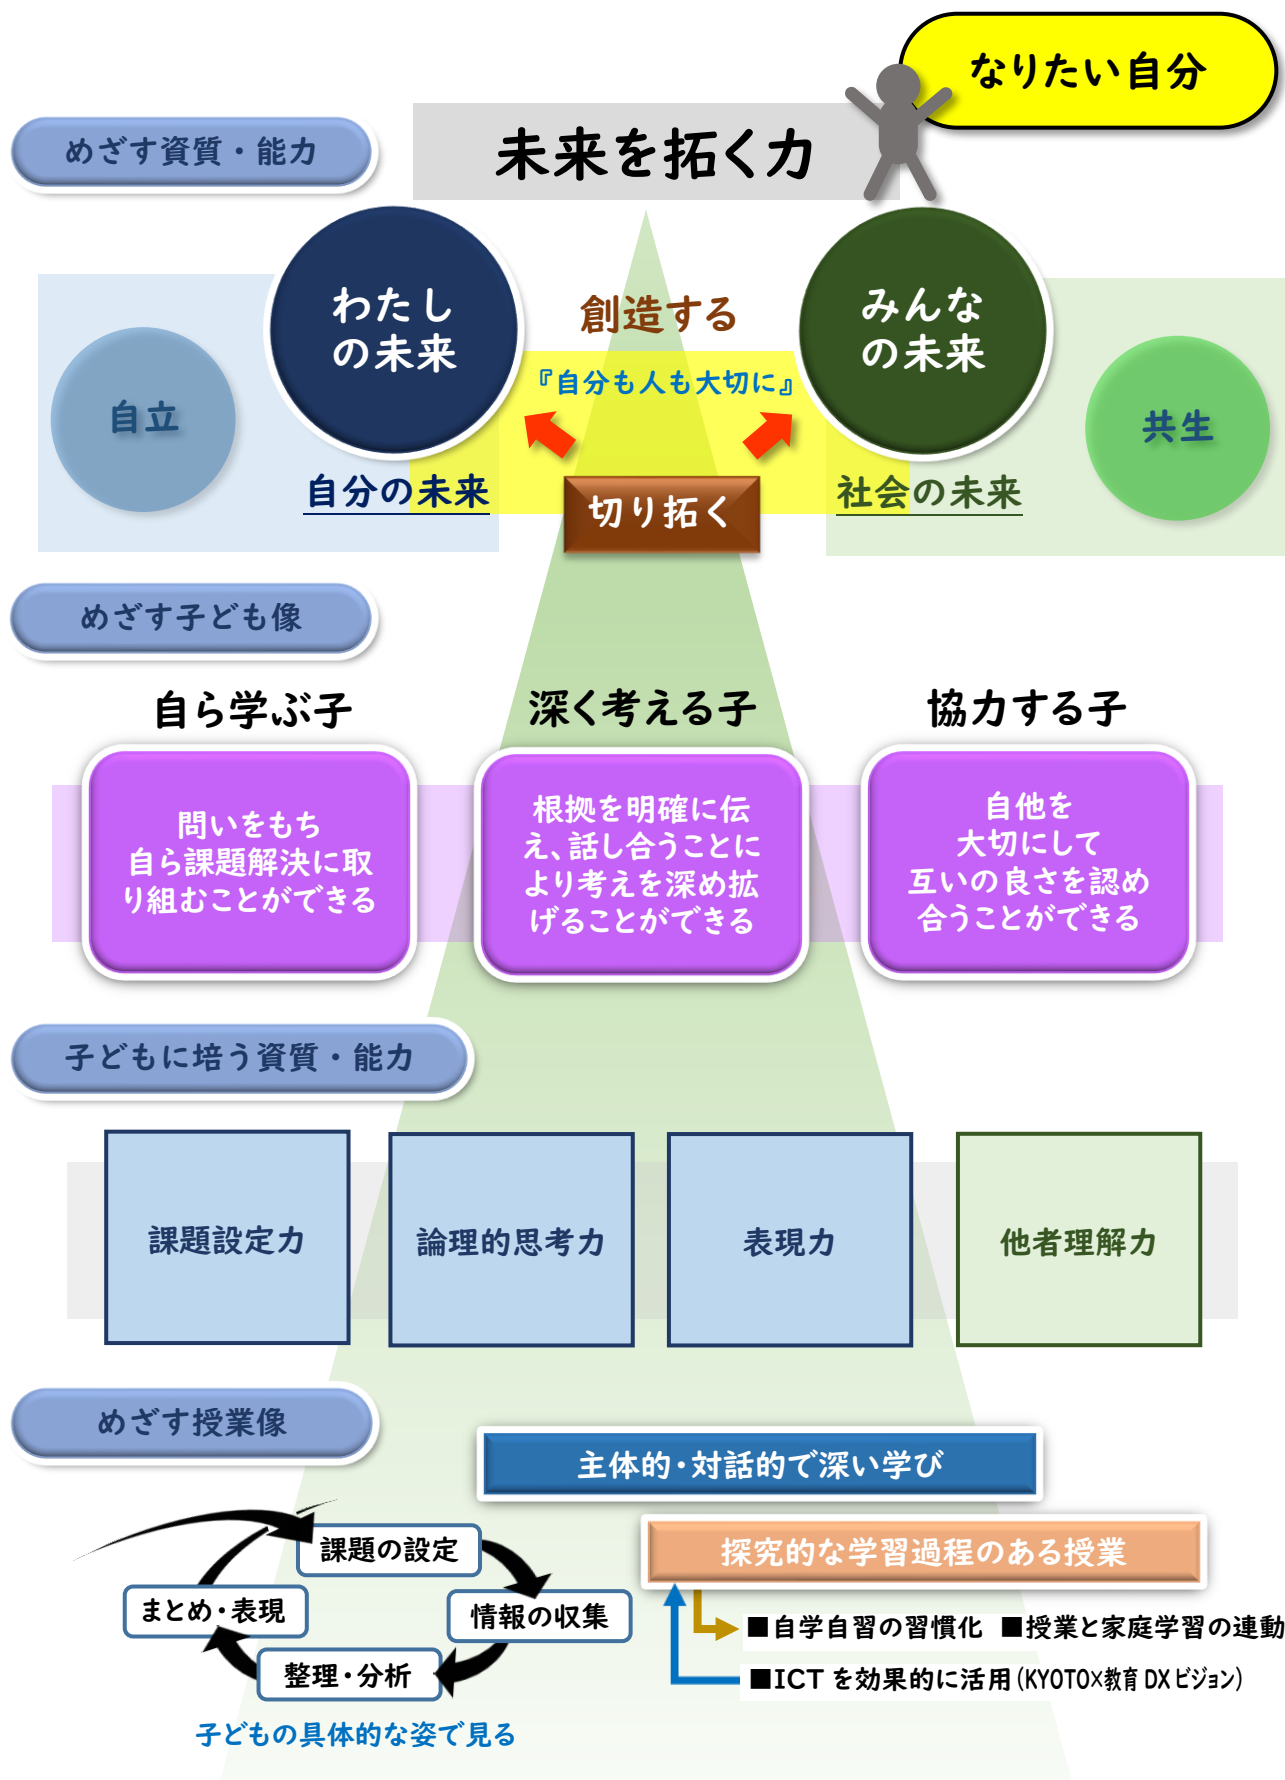 なりたい自分
めざす資質・能力
未来を拓く力
わたし
の未来
みんな
の未来
創造する
『自分も人も大切に』
自立
共生
自分の未来
切り拓く
社会の未来
めざす子ども像
自ら学ぶ子
深く考える子
協力する子
問いをもち
自ら課題解決に取
り組むことができる
根拠を明確に伝
え、話し合うことに
より考えを深め拡
げることができる
自他を
大切にして
互いの良さを認め
合うことができる
子どもに培う資質・能力
課題設定力
論理的思考力
表現力
他者理解力
めざす授業像
主体的・対話的で深い学び
課題の設定
情報の収集
整理・分析
まとめ・表現
子どもの具体的な姿で見る
探究的な学習過程のある授業
■自学自習の習慣化 ■授業と家庭学習の連動
■ICTを効果的に活用(KYOTO×教育DXビジョン)